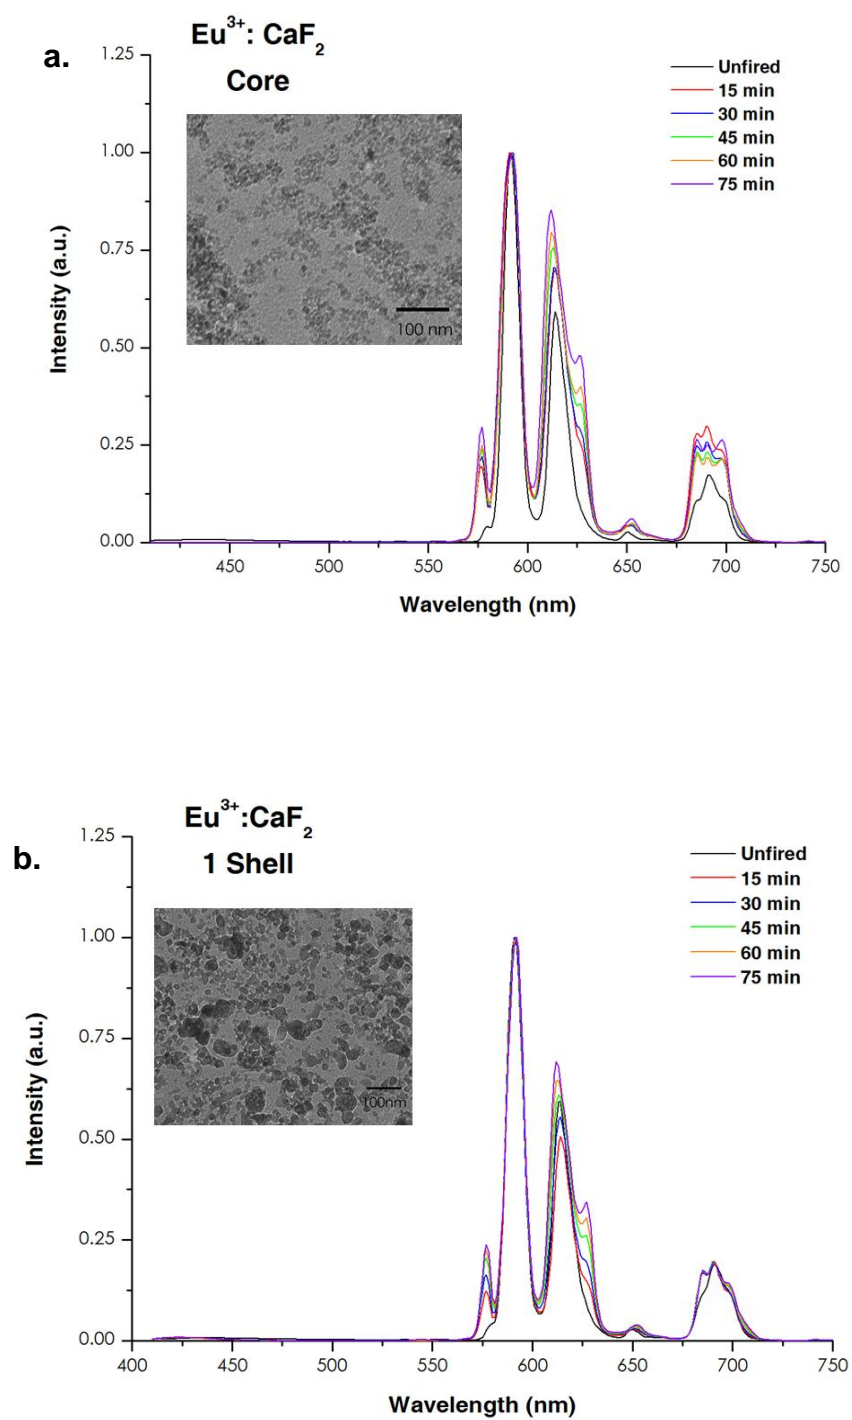 a.
Eu3+: CaF2
Core
Unfired
15 min
30 min
45 min
60 min
75 min
1.25
1.00
0.75
0.50
0.25
0.00
Intensity (a.u.)
100 nm
450 500 550 600 650 700 750
Wavelength (nm)
b.
Eu3+:CaF2
1 Shell
Unfired
15 min
30 min
45 min
60 min
75 min
1.25
1.00
0.75
0.50
0.25
0.00
Intensity (a.u.)
100nm
400 450 500 550 600 650 700 750
Wavelength (nm)